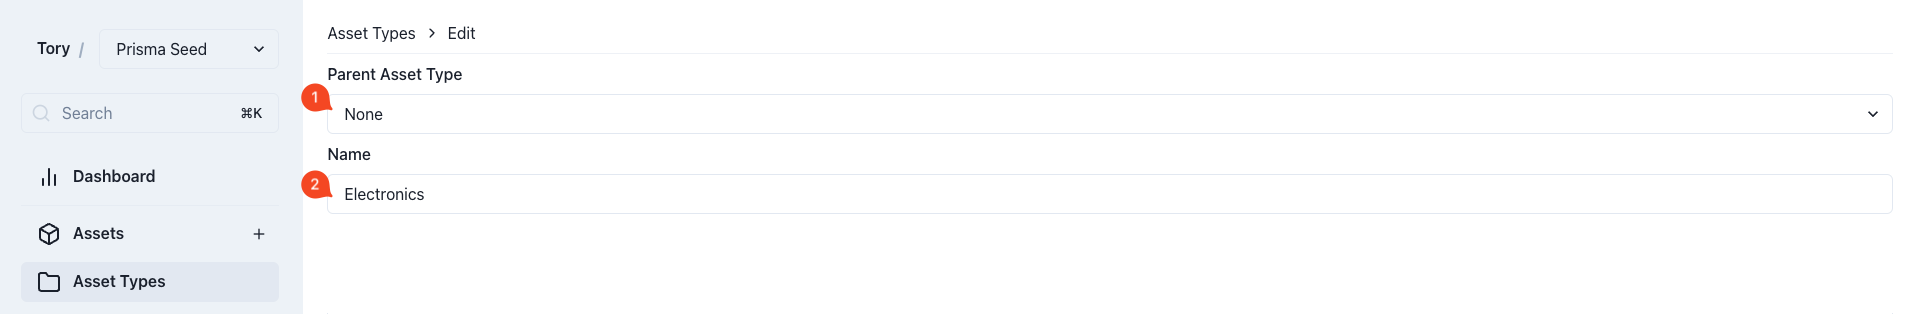 Tory / Prisma Seed
Search ⌘K
Dashboard
Assets +
Asset Types
Asset Types > Edit
Parent Asset Type
1
None
Name
2
Electronics